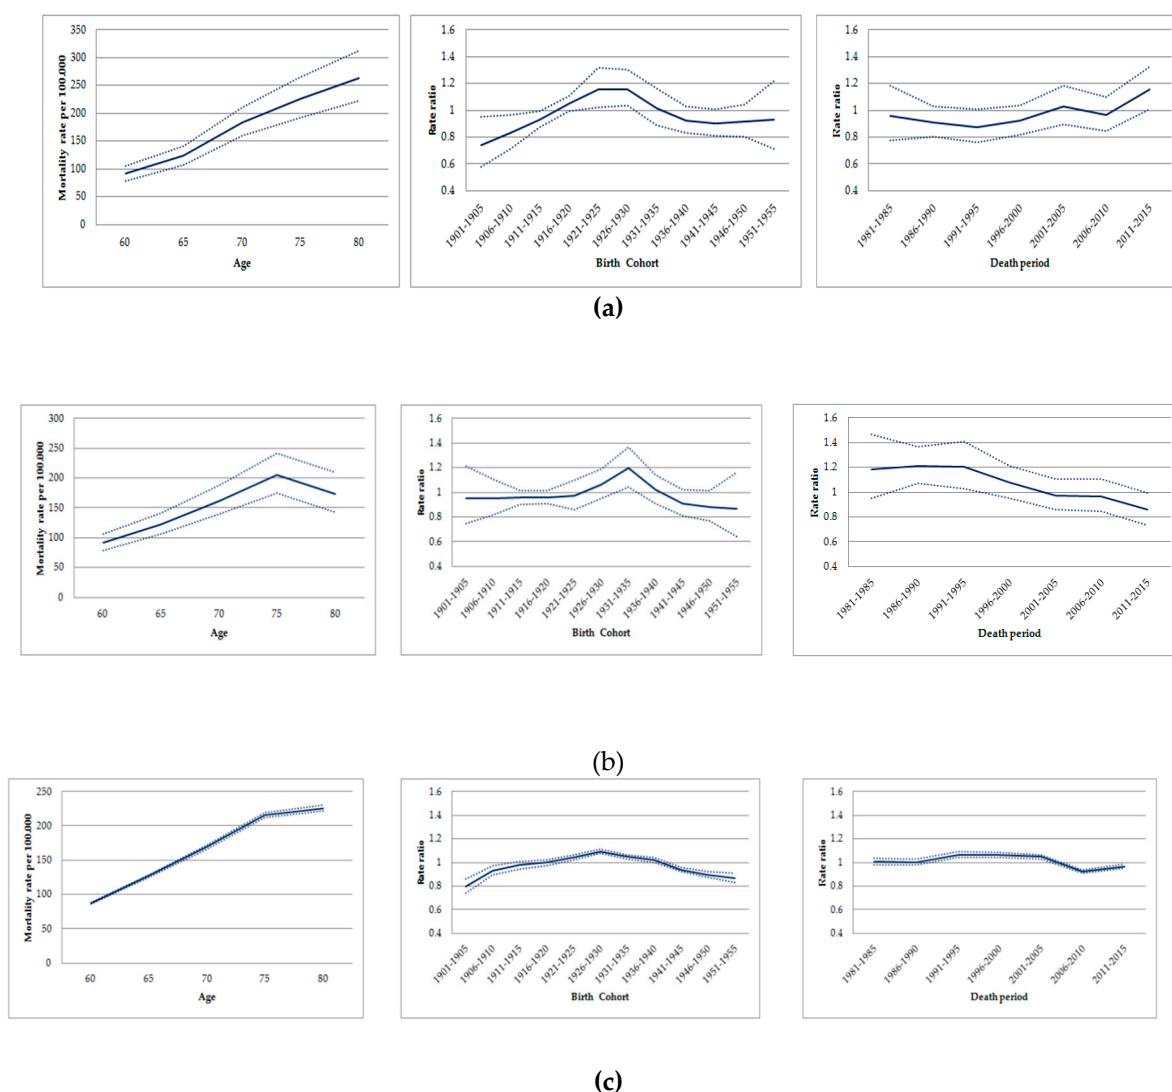 Mortality rate per 100.000
350
300
250
200
150
100
50
0
60 65 70 75 80
Age
Rate ratio
1.6
1.4
1.2
1
0.8
0.6
0.4
1901-1905 1906-1910 1911-1915 1916-1920 1921-1925 1926-1930 1931-1935 1936-1940 1941-1945 1946-1950 1951-1955
Birth Cohort
Rate ratio
1.6
1.4
1.2
1
0.8
0.6
0.4
1981-1985 1986-1990 1991-1995 1996-2000 2001-2005 2006-2010 2011-2015
Death period
(a)
Mortality rate per 100.000
300
250
200
150
100
50
0
60 65 70 75 80
Age
Rate ratio
1.6
1.4
1.2
1
0.8
0.6
0.4
1901-1905 1906-1910 1911-1915 1916-1920 1921-1925 1926-1930 1931-1935 1936-1940 1941-1945 1946-1950 1951-1955
Birth Cohort
Rate ratio
1.6
1.4
1.2
1
0.8
0.6
0.4
1981-1985 1986-1990 1991-1995 1996-2000 2001-2005 2006-2010 2011-2015
Death period
(b)
Mortality rate per 100.000
250
200
150
100
50
0
60 65 70 75 80
Age
Rate ratio
1.6
1.4
1.2
1
0.8
0.6
0.4
1901-1905 1906-1910 1911-1915 1916-1920 1921-1925 1926-1930 1931-1935 1936-1940 1941-1945 1946-1950 1951-1955
Birth Cohort
Rate ratio
1.6
1.4
1.2
1
0.8
0.6
0.4
1981-1985 1986-1990 1991-1995 1996-2000 2001-2005 2006-2010 2011-2015
Death period
(c)